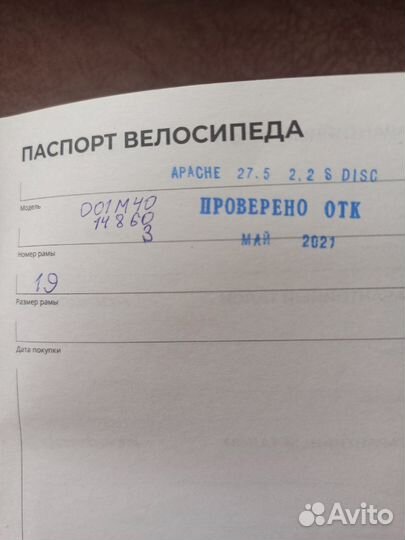 ПАСПОРТ ВЕЛОСИПЕДА
APACHE 27.5 2.2 S DISC
Модель
001M40
14860
3
ПРОВЕРЕНО ОТК
МАЙ 2021
Номер рамы
19
Размер рамы
Дата покупки
Avito